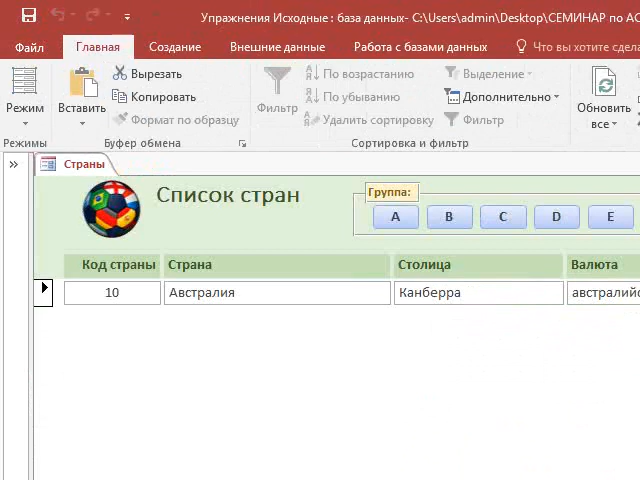 Упражнения Исходные : база данных- C:\Users\admin\Desktop\СЕМИНАР по АС
Файл Главная Создание Внешние данные Работа с базами данных Что вы хотите сдела
Режим
Режимы
Вставить
Вырезать
Копировать
Формат по образцу
Буфер обмена
Фильтр
По возрастанию
По убыванию
Удалить сортировку
Выделение
Дополнительно
Фильтр
Сортировка и фильтр
Обновить
все
Страны
Список стран
Группа:
A B C D E
Код страны Страна Столица Валюта
10 Австралия Канберра австралийс